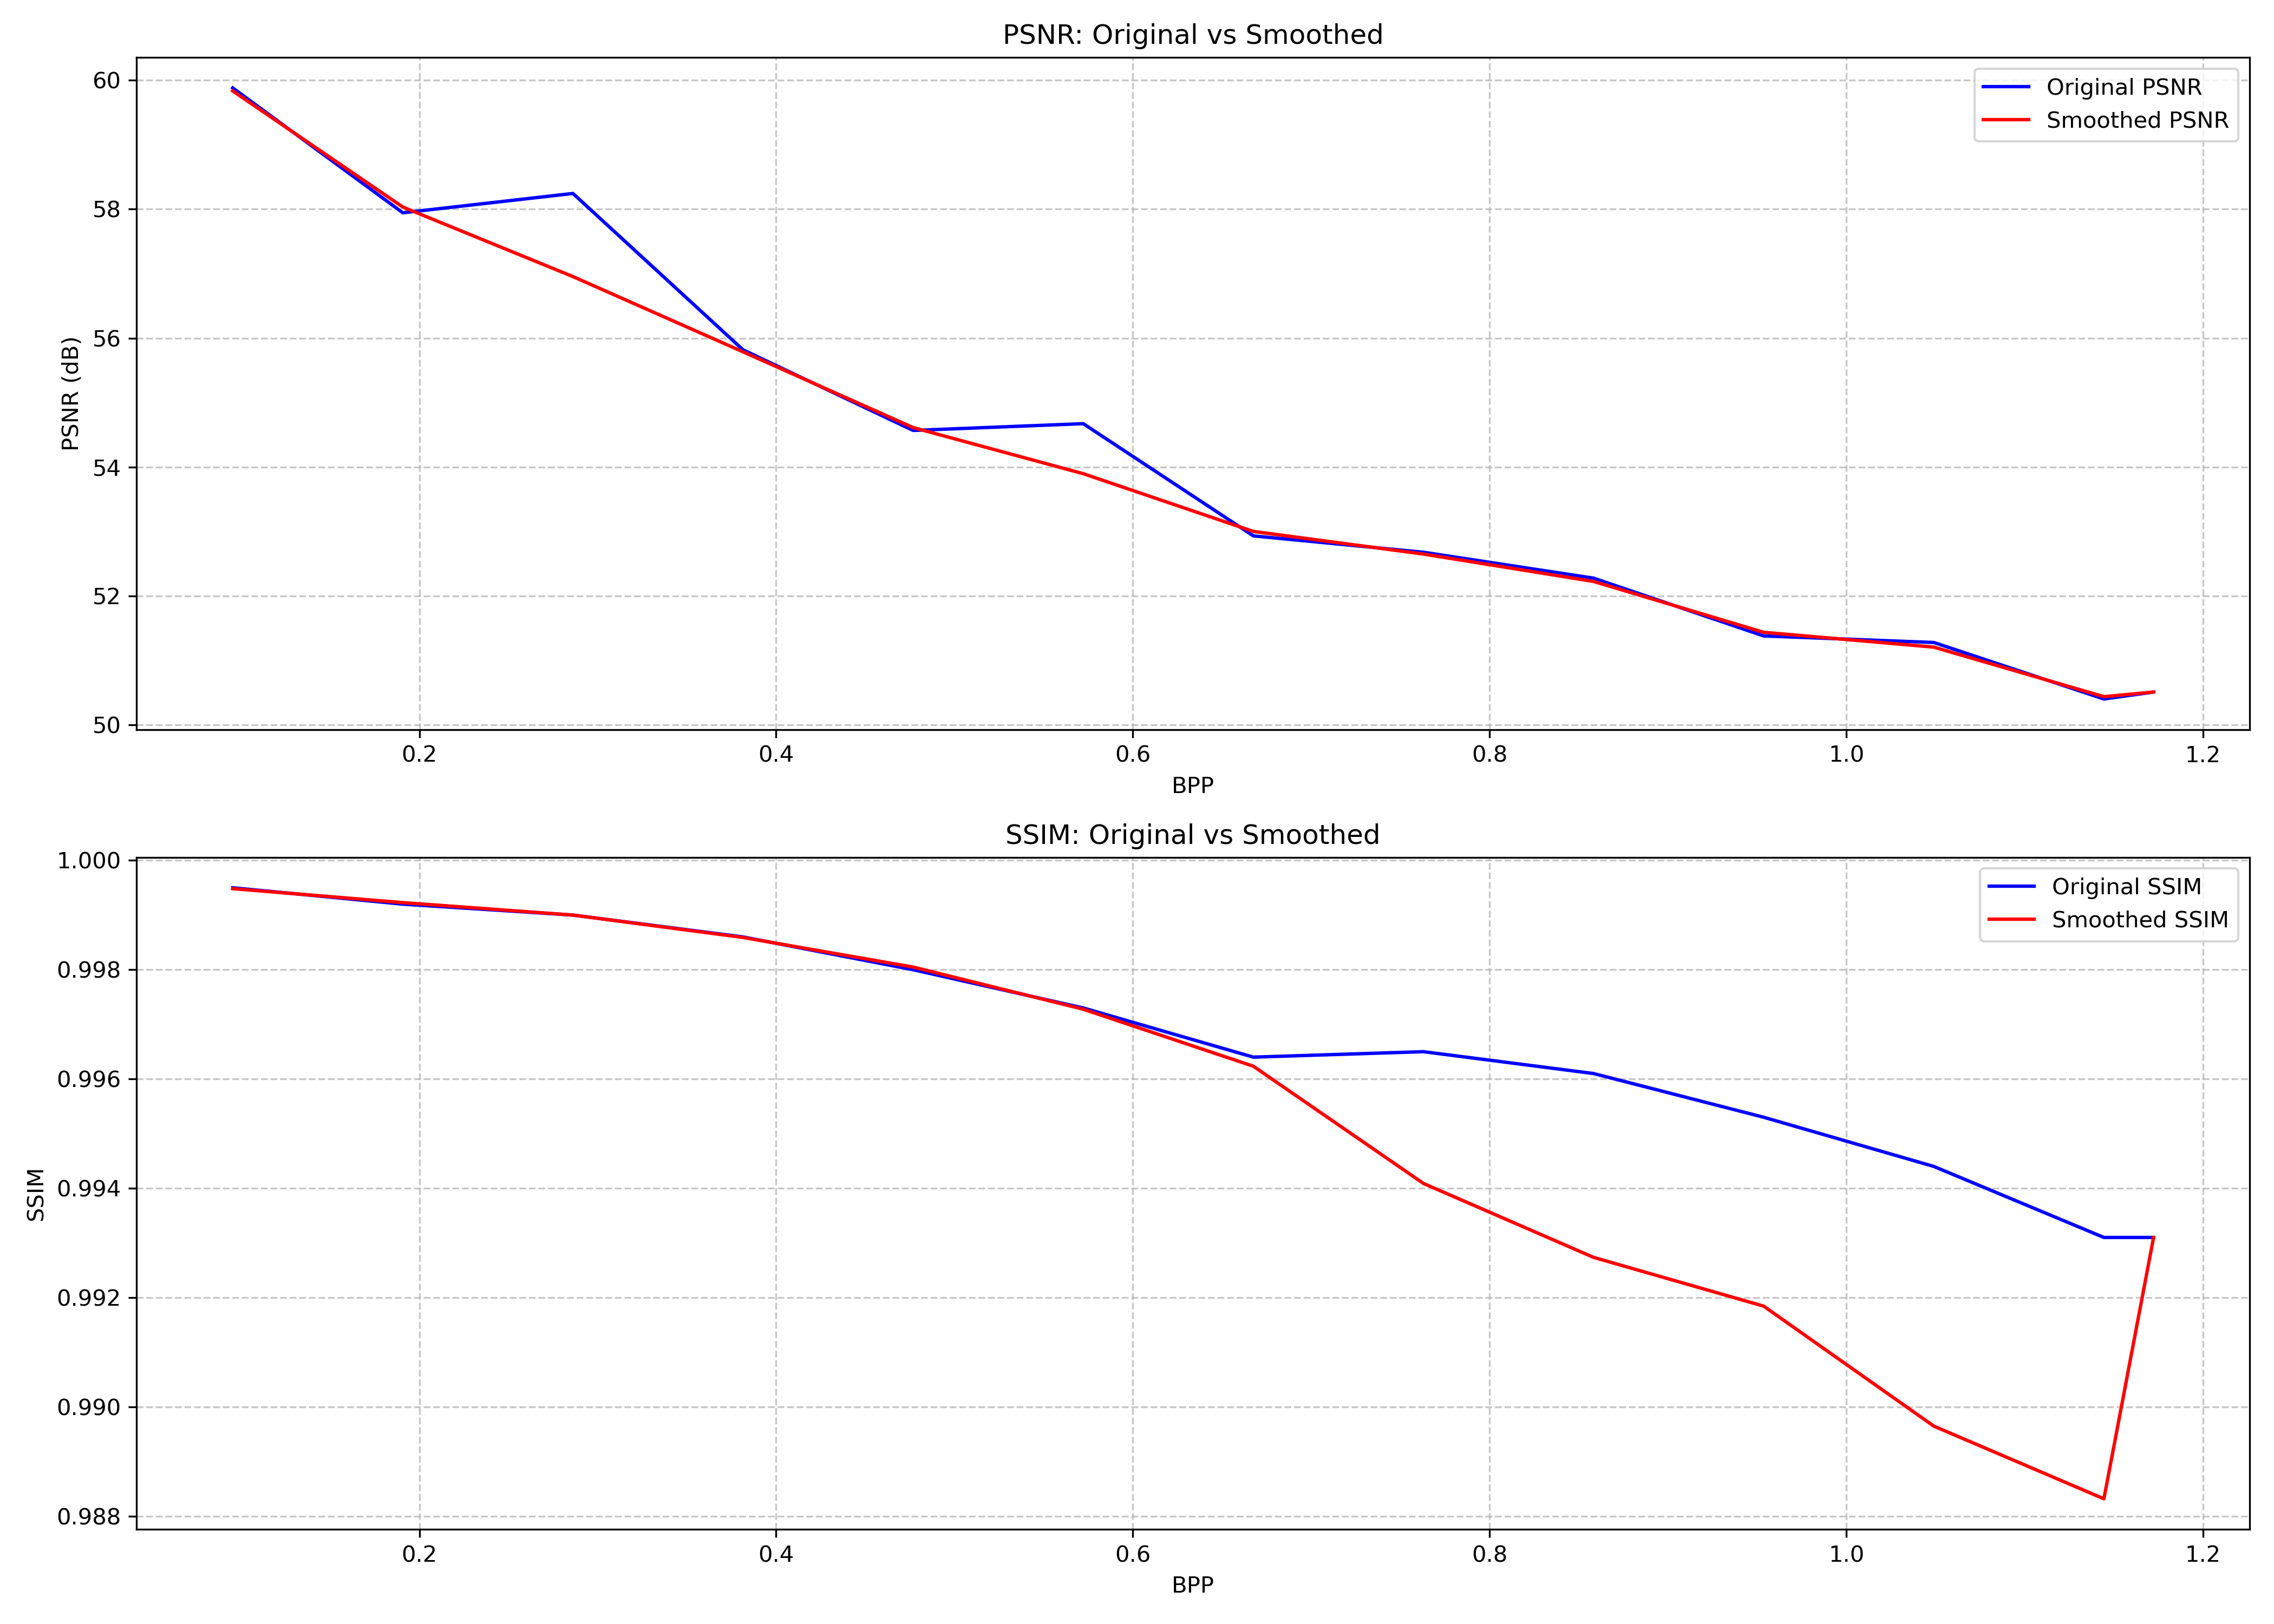 PSNR: Original vs Smoothed
60
58
56
54
52
50
PSNR (dB)
Original PSNR
Smoothed PSNR
0.2 0.4 0.6 0.8 1.0 1.2
BPP
SSIM: Original vs Smoothed
1.000
0.998
0.996
0.994
0.992
0.990
0.988
SSIM
Original SSIM
Smoothed SSIM
0.2 0.4 0.6 0.8 1.0 1.2
BPP